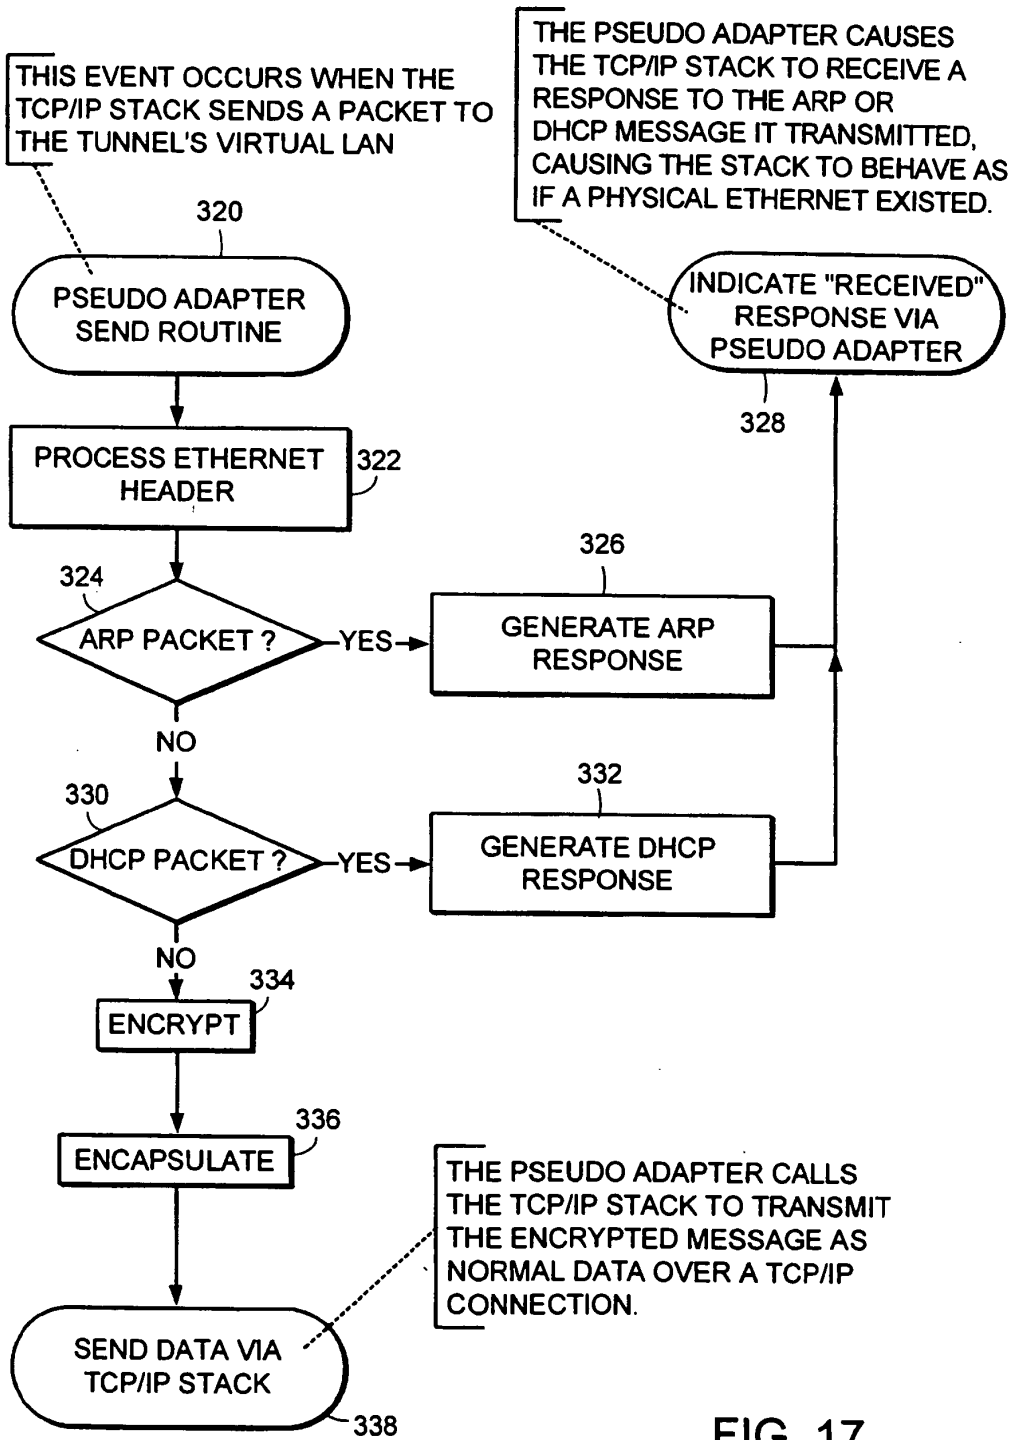 THIS EVENT OCCURS WHEN THE
TCP/IP STACK SENDS A PACKET TO
THE TUNNEL'S VIRTUAL LAN
THE PSEUDO ADAPTER CAUSES
THE TCP/IP STACK TO RECEIVE A
RESPONSE TO THE ARP OR
DHCP MESSAGE IT TRANSMITTED,
CAUSING THE STACK TO BEHAVE AS
IF A PHYSICAL ETHERNET EXISTED.
320
PSEUDO ADAPTER
SEND ROUTINE
INDICATE "RECEIVED"
RESPONSE VIA
PSEUDO ADAPTER
328
PROCESS ETHERNET
HEADER
322
324
ARP PACKET ?
YES
326
GENERATE ARP
RESPONSE
NO
330
DHCP PACKET ?
YES
332
GENERATE DHCP
RESPONSE
NO
334
ENCRYPT
336
ENCAPSULATE
THE PSEUDO ADAPTER CALLS
THE TCP/IP STACK TO TRANSMIT
THE ENCRYPTED MESSAGE AS
NORMAL DATA OVER A TCP/IP
CONNECTION.
SEND DATA VIA
TCP/IP STACK
338
FIG. 17